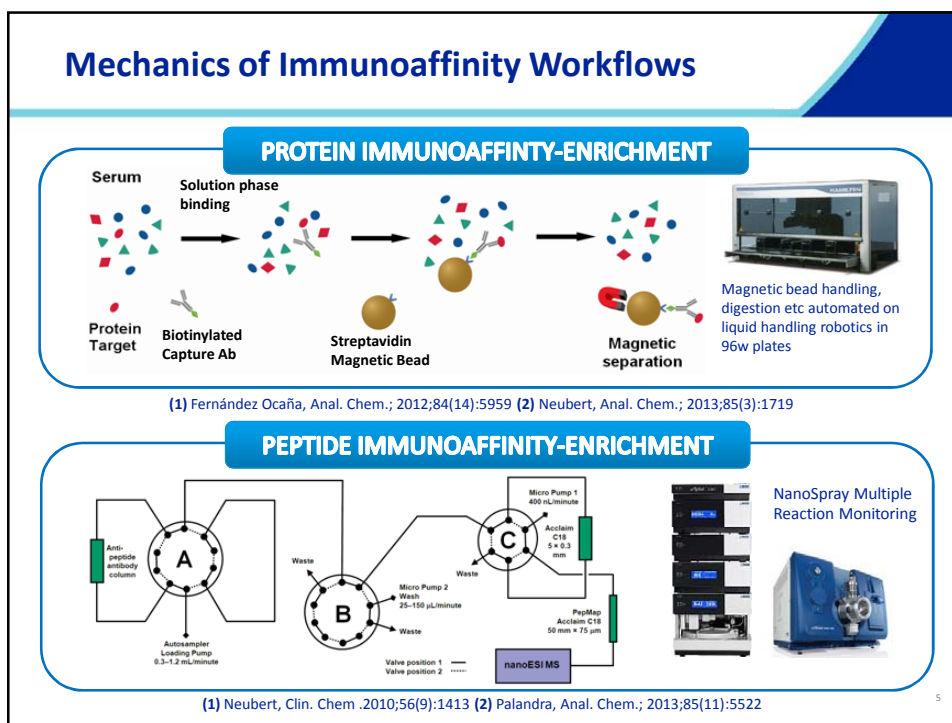 Mechanics of Immunoaffinity Workflows
PROTEIN IMMUNOAFFINTY-ENRICHMENT
Serum
Solution phase
binding
Protein
Target
Biotinylated
Capture Ab
Streptavidin
Magnetic Bead
Magnetic
separation
HAMILTON
Magnetic bead handling,
digestion etc automated on
liquid handling robotics in
96w plates
(1) Fernández Ocaña, Anal. Chem.; 2012;84(14):5959 (2) Neubert, Anal. Chem.; 2013;85(3):1719
PEPTIDE IMMUNOAFFINITY-ENRICHMENT
Anti-
peptide
antibody
column
A
Autosampler
Loading Pump
0.3–1.2 mL/minute
Waste
B
Micro Pump 2
Wash
25–150 µL/minute
Waste
Valve position 1
Valve position 2
Micro Pump 1
400 nL/minute
C
Acclaim
C18
5 × 0.3
mm
Waste
PepMap
Acclaim C18
50 mm × 75 µm
nanoESI MS
NanoSpray Multiple
Reaction Monitoring
(1) Neubert, Clin. Chem .2010;56(9):1413 (2) Palandra, Anal. Chem.; 2013;85(11):5522
5